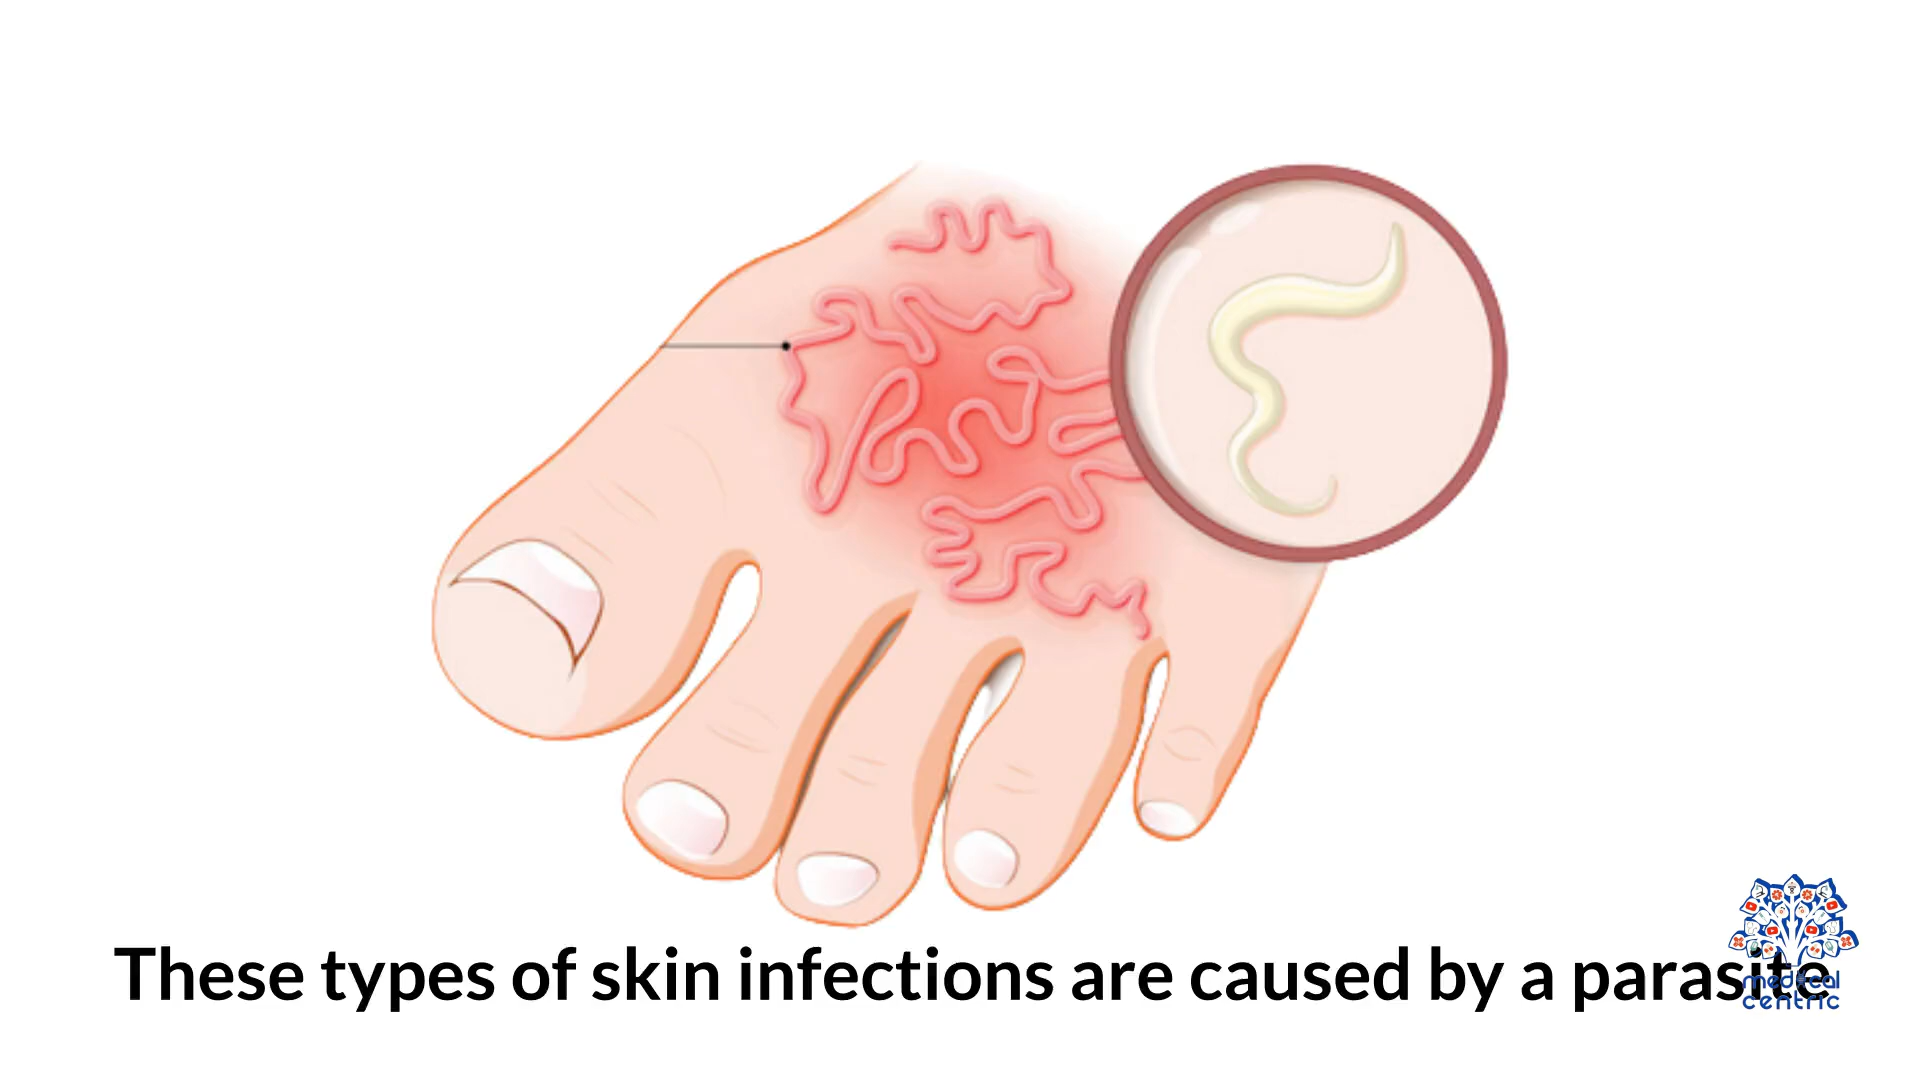 These types of skin infections are caused by a parasite
medical
centric